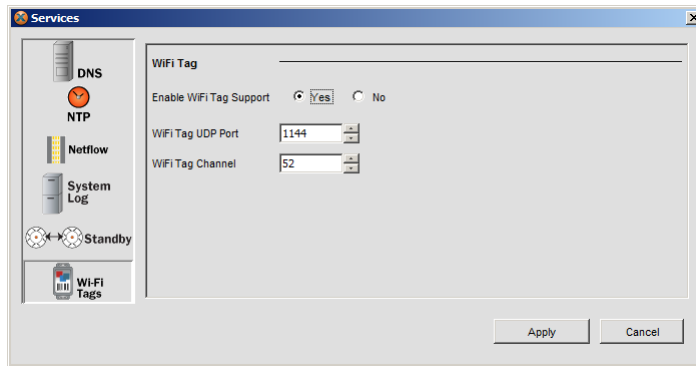 Services
DNS
NTP
Netflow
System
Log
Standby
Wi-Fi
Tags
WiFi Tag
Enable WiFi Tag Support Yes No
WiFi Tag UDP Port 1144
WiFi Tag Channel 52
Apply Cancel